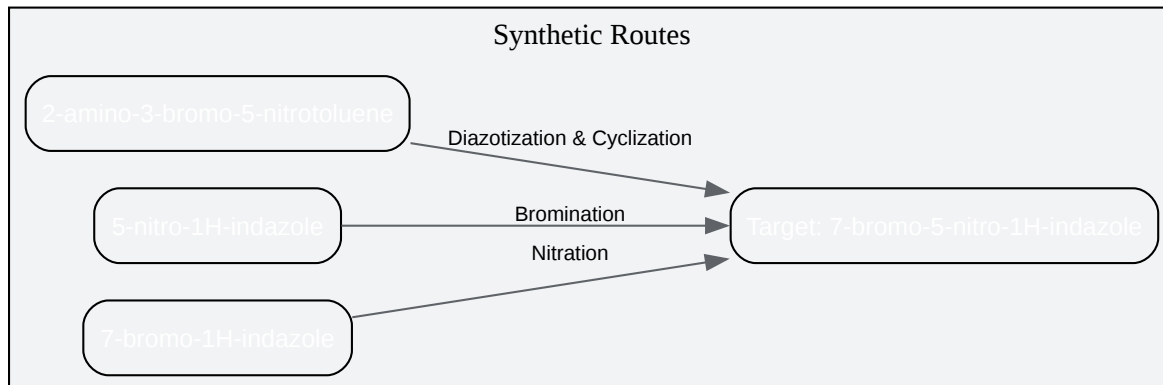 Synthetic Routes
2-amino-3-bromo-5-nitrotoluene
Diazotization & Cyclization
5-nitro-1H-indazole
Bromination
Target: 7-bromo-5-nitro-1H-indazole
Nitration
7-bromo-1H-indazole